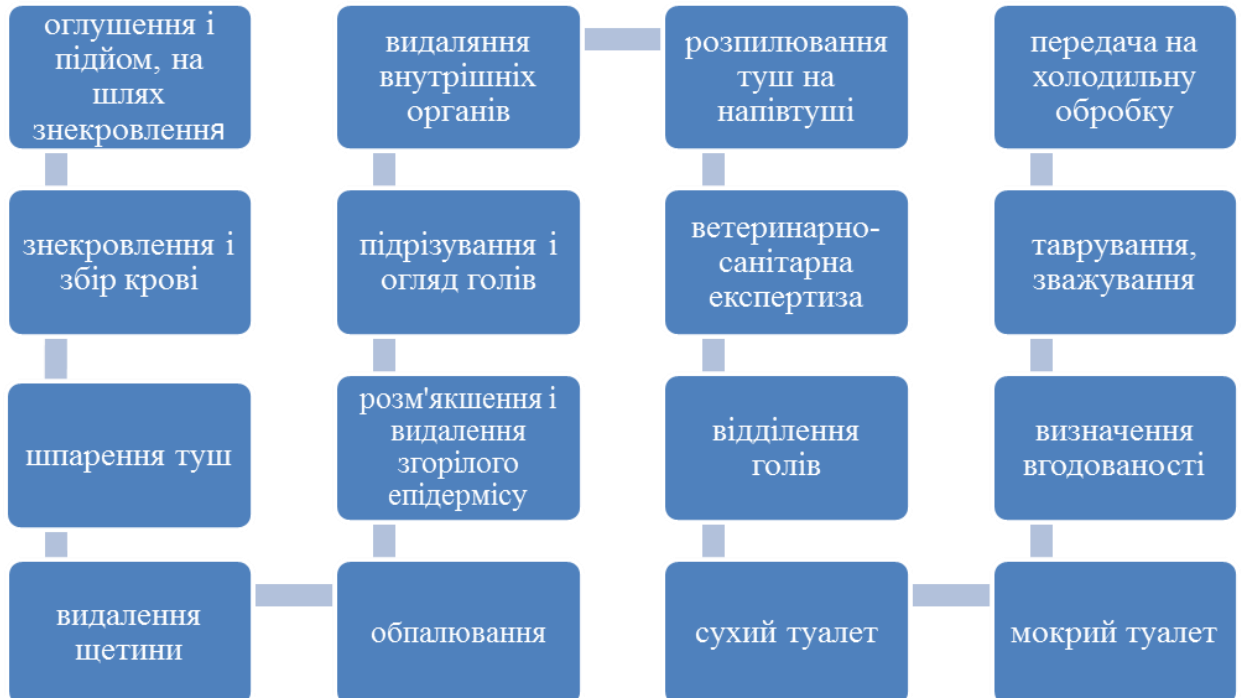 оглушення і
підйом, на
шлях
знекровлення
знекровлення і
збір крові
шпарення туш
видалення
щетини
обпалювання
розм'якшення і
видалення
згорілого
епідермісу
підрізування і
огляд голів
видаляння
внутрішніх
органів
розпилювання
туш на
напівтуші
ветеринарно-
санітарна
експертиза
відділення
голів
сухий туалет
мокрий туалет
визначення
вгодованості
таврування,
зважування
передача на
холодильну
обробку